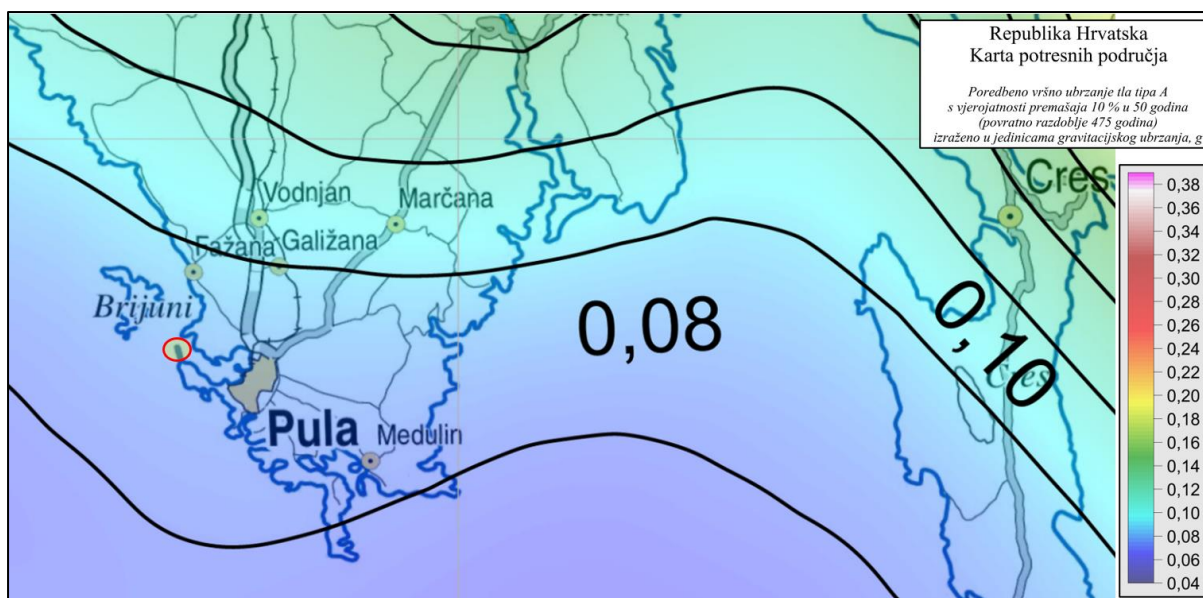 Republika Hrvatska
Karta potresnih područja
Poredbeno vršno ubrzanje tla tipa A
s vjerojatnosti premašaja 10 % u 50 godina
(povratno razdoblje 475 godina)
izraženo u jedinicama gravitacijskog ubrzanja, g
Cres
Vodnjan
Marčana
Fažana
Galižana
Brijuni
0,08
0,10
Cres
Pula
Medulin
0,38
0,36
0,34
0,32
0,30
0,28
0,26
0,24
0,22
0,20
0,18
0,16
0,14
0,12
0,10
0,08
0,06
0,04